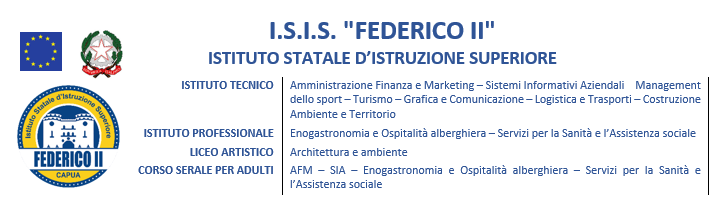 I.S.I.S. "FEDERICO II"
ISTITUTO STATALE D’ISTRUZIONE SUPERIORE
ISTITUTO TECNICO Amministrazione Finanza e Marketing – Sistemi Informativi Aziendali Management
dello sport – Turismo – Grafica e Comunicazione – Logistica e Trasporti – Costruzione
Ambiente e Territorio
ISTITUTO PROFESSIONALE Enogastronomia e Ospitalità alberghiera – Servizi per la Sanità e l’Assistenza sociale
LICEO ARTISTICO Architettura e ambiente
CORSO SERALE PER ADULTI AFM – SIA – Enogastronomia e Ospitalità alberghiera – Servizi per la Sanità e
l’Assistenza sociale
Istituto Statale d'Istruzione Superiore
FEDERICO II
CAPUA